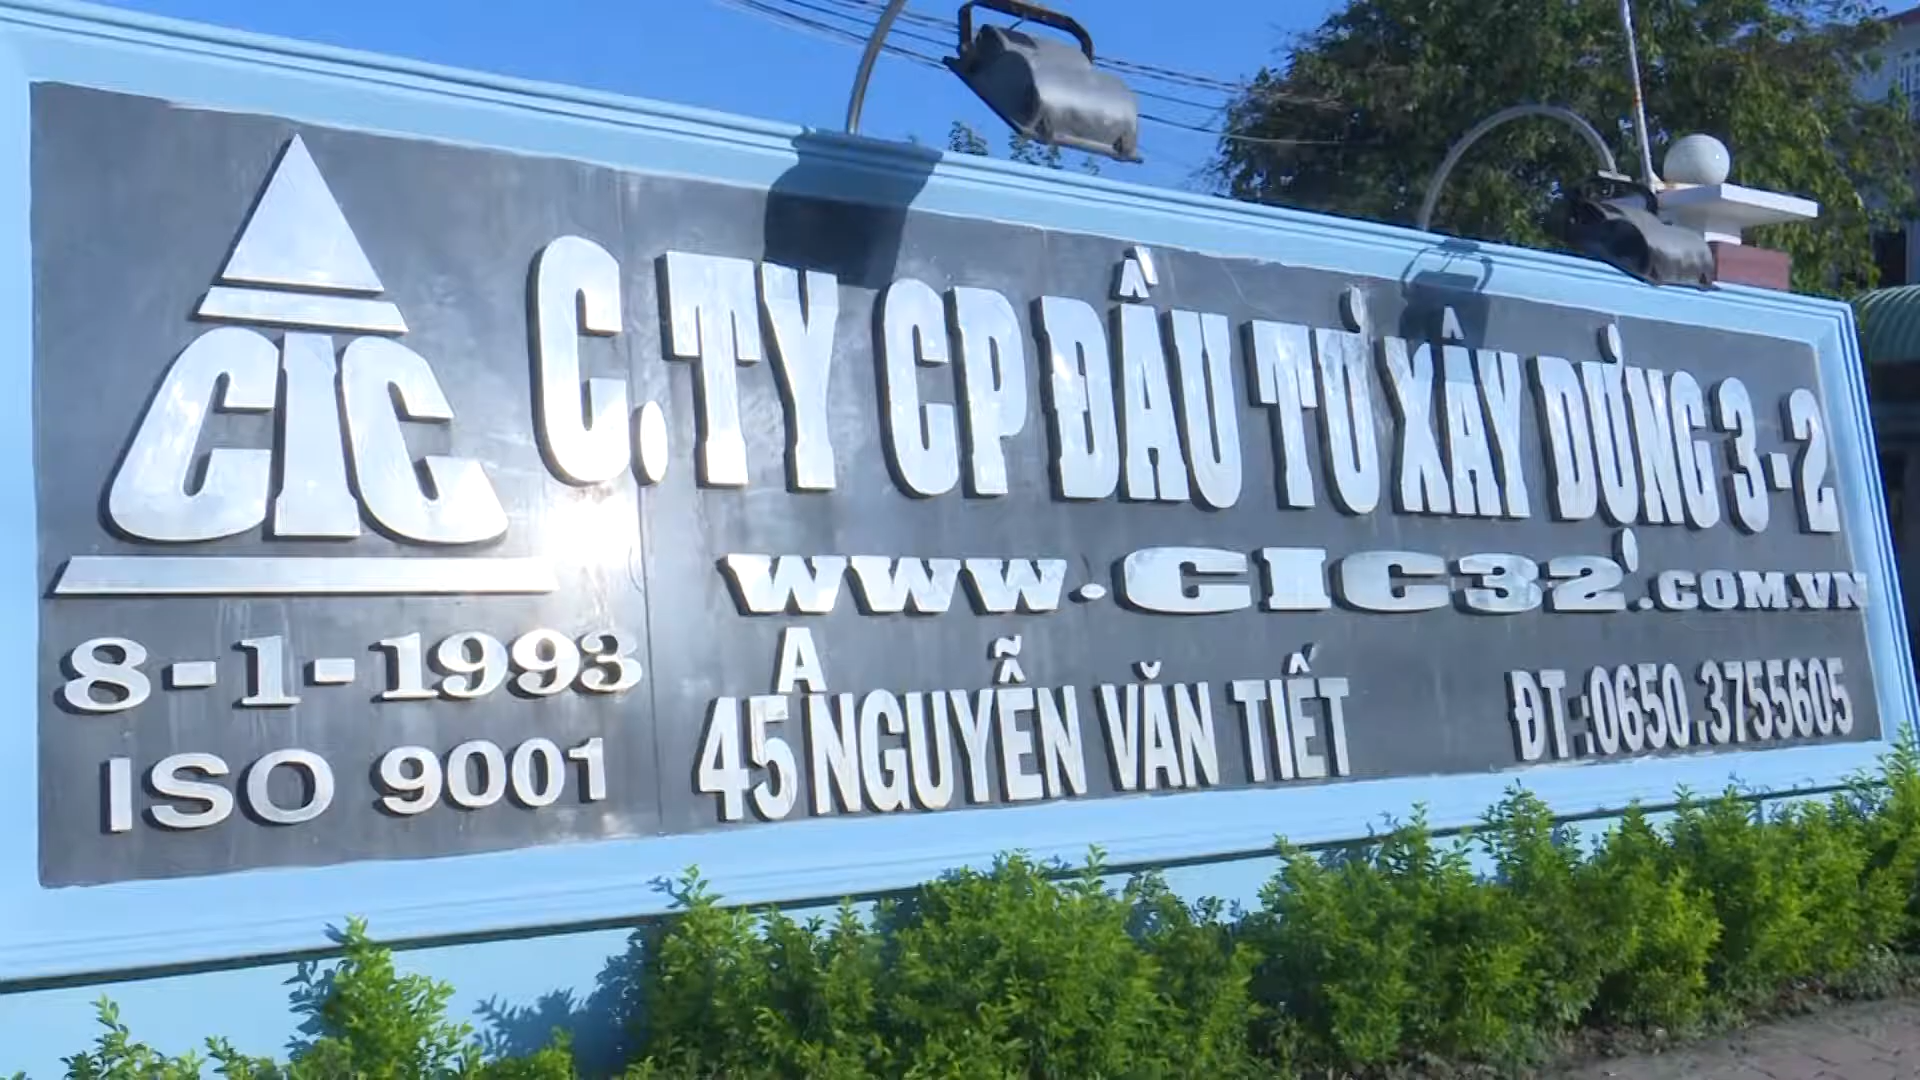 CIC
C.TY CP ĐẦU TƯ XÂY DỰNG 3-2
www.CIC32.COM.VN
8-1-1993
ISO 9001
45A NGUYỄN VĂN TIẾT
ĐT:0650.3755605